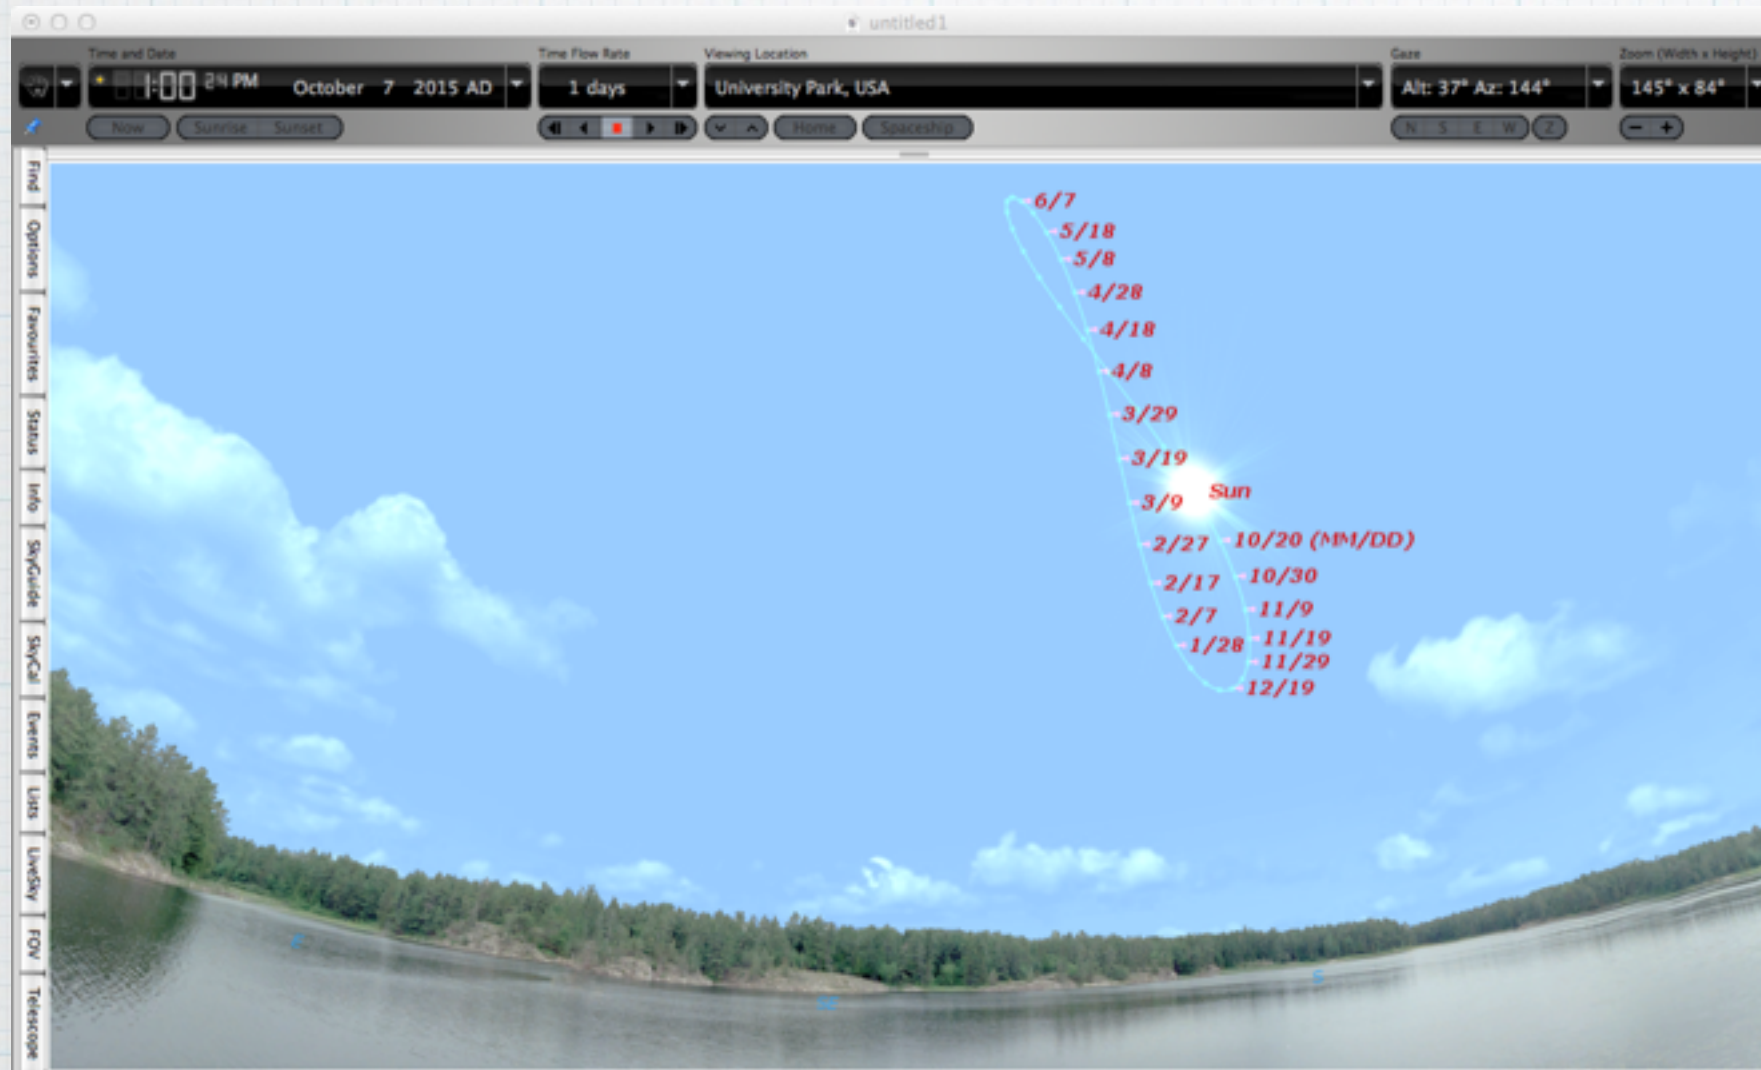 untitled1
Time and Date
Time Flow Rate
Viewing Location
Gaze
Zoom (Width x Height)
1:00 PM October 7 2015 AD
1 days
University Park, USA
Alt: 37° Az: 144°
145° x 84°
Now
Sunrise Sunset
Home
Spaceship
N S E W
Z
Find
Options
Favourites
Status
Info
SkyGuide
SkyCal
Events
Lists
LiveSky
FOV
Telescope
6/7
5/18
5/8
4/28
4/18
4/8
3/29
3/19
3/9
Sun
2/27
10/20 (MM/DD)
2/17
10/30
2/7
11/9
1/28
11/19
11/29
12/19
S